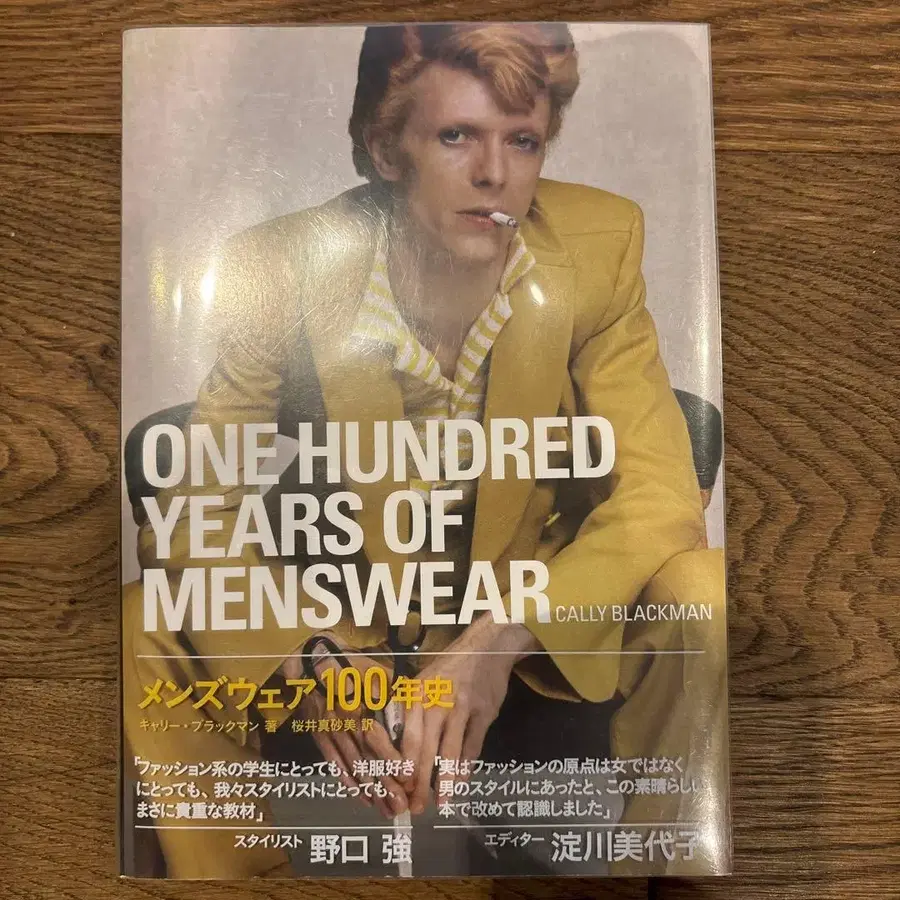 ONE HUNDRED
YEARS OF
MENSWEAR
CALLY BLACKMAN
メンズウェア100年史
キャリー・ブラックマン 著 桜井真砂美 訳
「ファッション系の学生にとっても、洋服好き
にとっても、我々スタイリストにとっても、
まさに貴重な教材」
スタイリスト 野口 強
「実はファッションの原点は女ではなく
男のスタイルにあったと、この素晴らしい
本で改めて認識しました」
エディター 淀川美代子